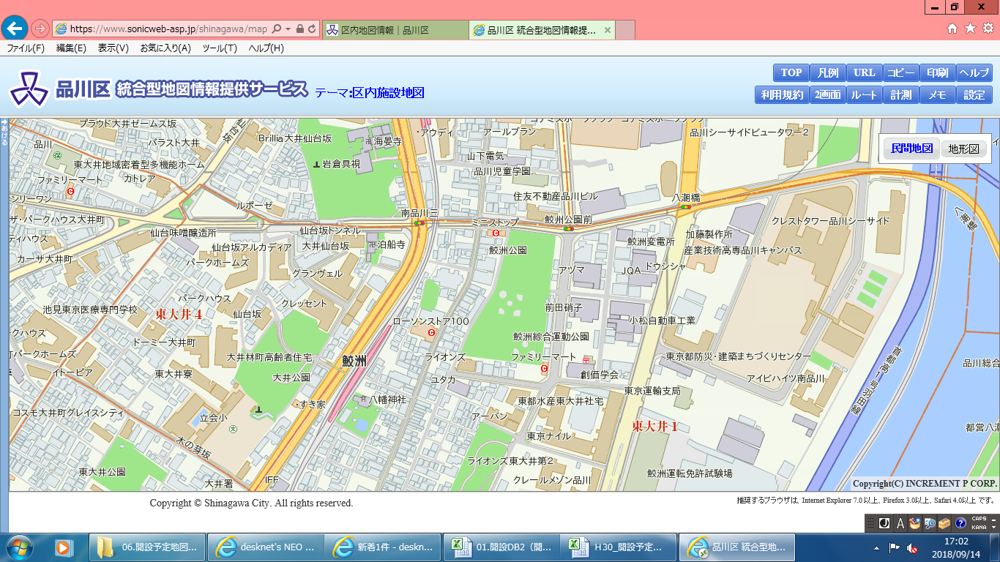 https://www.sonicweb-asp.jp/shinagawa/map
区内地図情報｜品川区
品川区 統合型地図情報提...
ファイル(F) 編集(E) 表示(V) お気に入り(A) ツール(T) ヘルプ(H)
品川区 統合型地図情報提供サービス
テーマ:区内施設地図
TOP 凡例 URL コピー 印刷 ヘルプ
利用規約 2画面 ルート 計測 メモ 設定
あける
民間地図 地形図
プラウド大井ゼームス坂
仙台坂
Brillia大井仙台坂
海晏寺
・アウディ
アールブラン
品川シーサイドビュータワー2
品川
パラスト大井
山下電気
東大井地域密着型多機能ホーム
岩倉具視
品川児童学園
ファミリーマート
カトレア
住友不動産品川ビル
八潮橋
ルポーゼ
南品川三
ミニストップ
鮫洲公園前
クレストタワー品川シーサイド
八潮橋
ザ・パークハウス大井町
仙台味噌醸造所
仙台坂トンネル
加藤製作所
鮫洲変電所
仙台坂アルカディア
大井仙台坂
泊船寺
鮫洲公園
産業技術高専品川キャンパス
カーサ大井町
パークホームズ
グランヴェル
アヅマ
JQA
ドウシシャ
パークハウス
クレッセント
池見東京医療専門学校
東大井4
仙台坂
前田硝子
ローソンストア100
小松自動車工業
鮫洲綜合運動公園
ドーミー大井町
大井林町高齢者住宅
鮫洲
ライオンズ
ファミリーマート
東京都防災・建築まちづくりセンター
首都高1号羽田線
イトーピア
東大井寮
大井公園
ユタカ
創価学会
アイビハイツ南品川
東京運輸支局
・すき家
八幡神社
東都水産東大井社宅
コスモ大井町グレイスシティ
立会小
アーバン
東大井1
東京ナイル
木の芽坂
ライオンズ東大井第2
東大井公園
大井署
IFF
クレールメゾン品川
鮫洲運転免許試験場
Copyright(C) INCREMENT P CORP.
Copyright © Shinagawa City. All rights reserved.
推奨するブラウザは、Internet Explorer 7.0 以上、Firefox 3.0以上、Safari 4.0以上 です。
A CAPS KANA
06.開設予定地図...
desknet's NEO ...
新着1件 - deskn...
01.開設DB2（開...
H30_開設予定...
品川区 統合型地...
17:02
2018/09/14